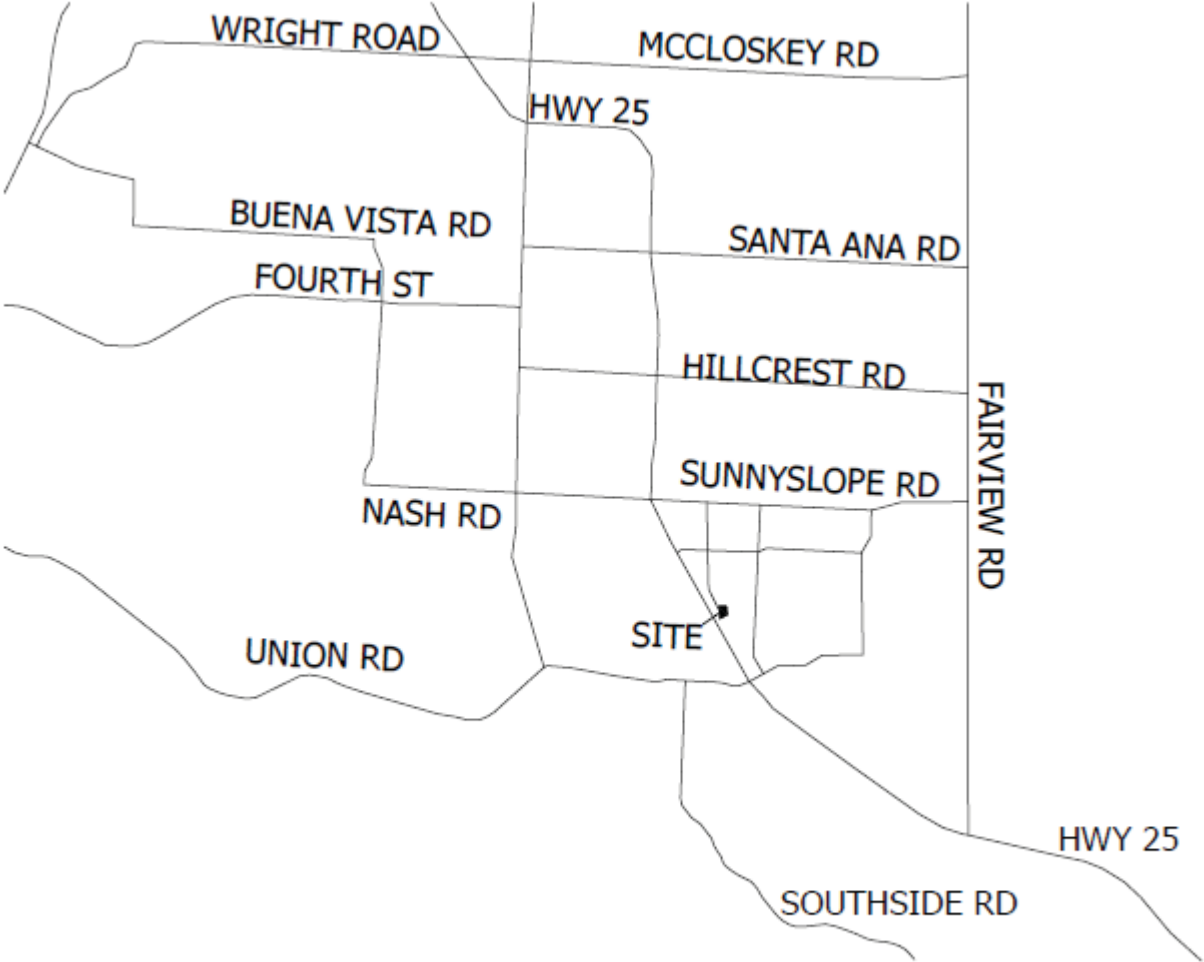 WRIGHT ROAD
MCCLOSKEY RD
HWY 25
BUENA VISTA RD
SANTA ANA RD
FOURTH ST
HILLCREST RD
FAIRVIEW RD
SUNNYSLOPE RD
NASH RD
SITE
UNION RD
HWY 25
SOUTHSIDE RD